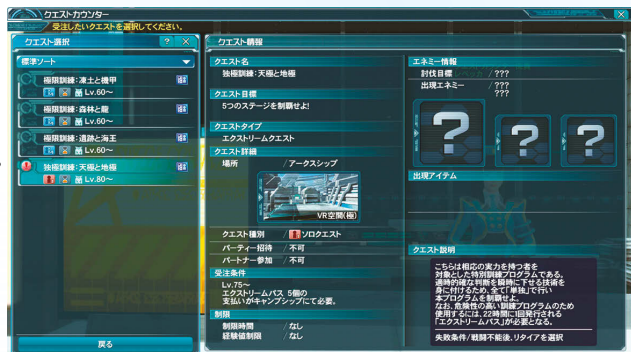 クエストカウンター
受注したいクエストを選択してください。
クエスト選択
?
×
標準ソート
極限訓練:凍土と機甲
Lv.60~
極限訓練:森林と龍
Lv.60~
極限訓練:遺跡と海王
Lv.60~
独極訓練:天極と地極
Lv.80~
戻る
クエスト情報
クエスト名
独極訓練:天極と地極
クエスト目標
5つのステージを制覇せよ!
クエストタイプ
エクストリームクエスト
クエスト詳細
場所 /アークスシップ
VR空間(極)
クエスト種別 ソロクエスト
パーティー招待 /不可
パートナー参加 /不可
受注条件
Lv.75~
エクストリームパス 5個の
支払いがキャンプシップにて必要。
制限
制限時間 /なし
経験値制限 /なし
エネミー情報
討伐目標 /???
出現エネミー /???
???
?
?
?
出現アイテム
クエスト説明
こちらは相応の実力を持つ者を
対象とした特別訓練プログラムである。
適時的確な判断を瞬時に下せる技術を
身に付けるため、全て「単独」で行い
本プログラムを制覇せよ。
なお、危険性の高い訓練プログラムのため
使用するには、22時間に1回発行される
「エクストリームパス」が必要となる。
失敗条件/戦闘不能後、リタイアを選択